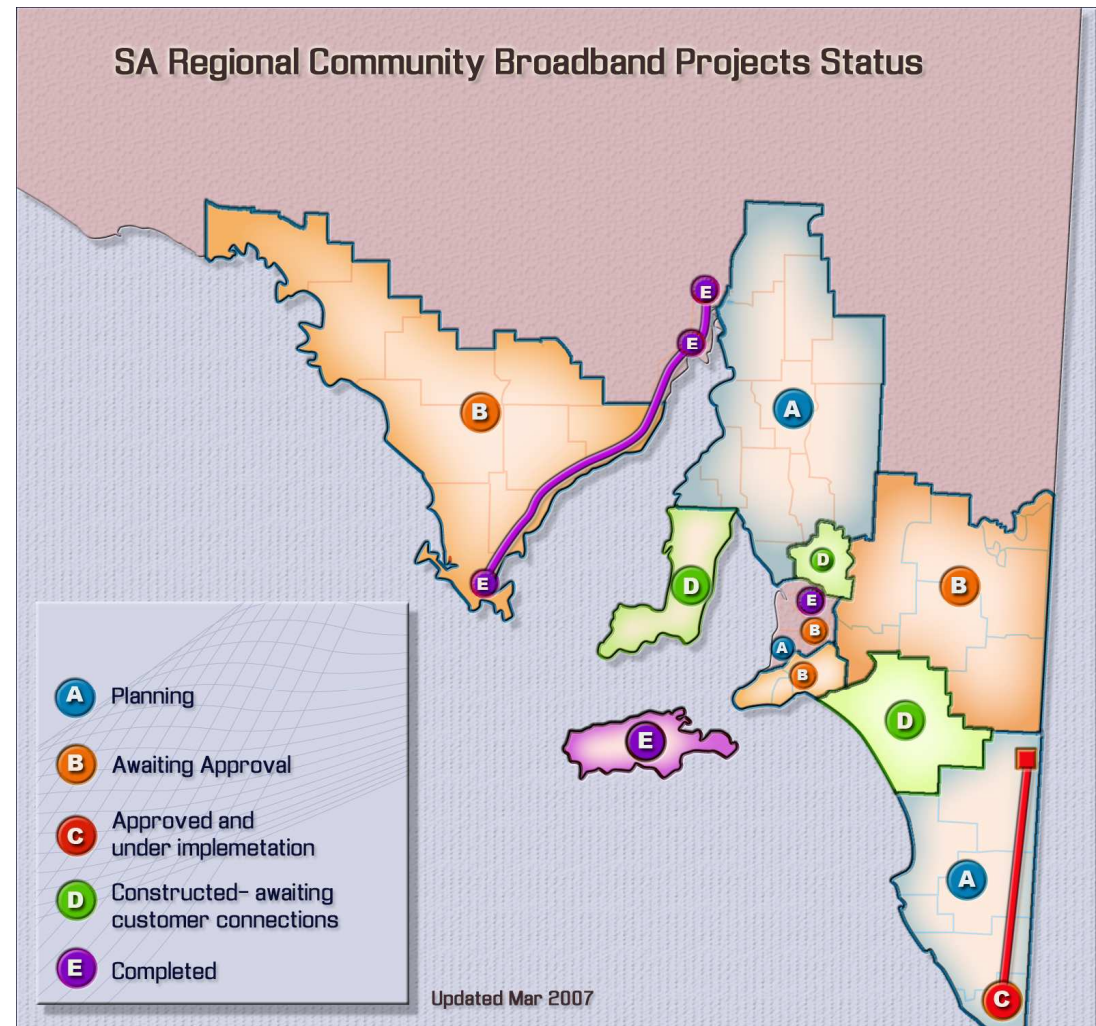 SA Regional Community Broadband Projects Status
E
E
B
A
D
B
E
D
E
B
A
B
D
E
A
C
A Planning
B Awaiting Approval
C Approved and
under implemetation
D Constructed- awaiting
customer connections
E Completed
Updated Mar 2007